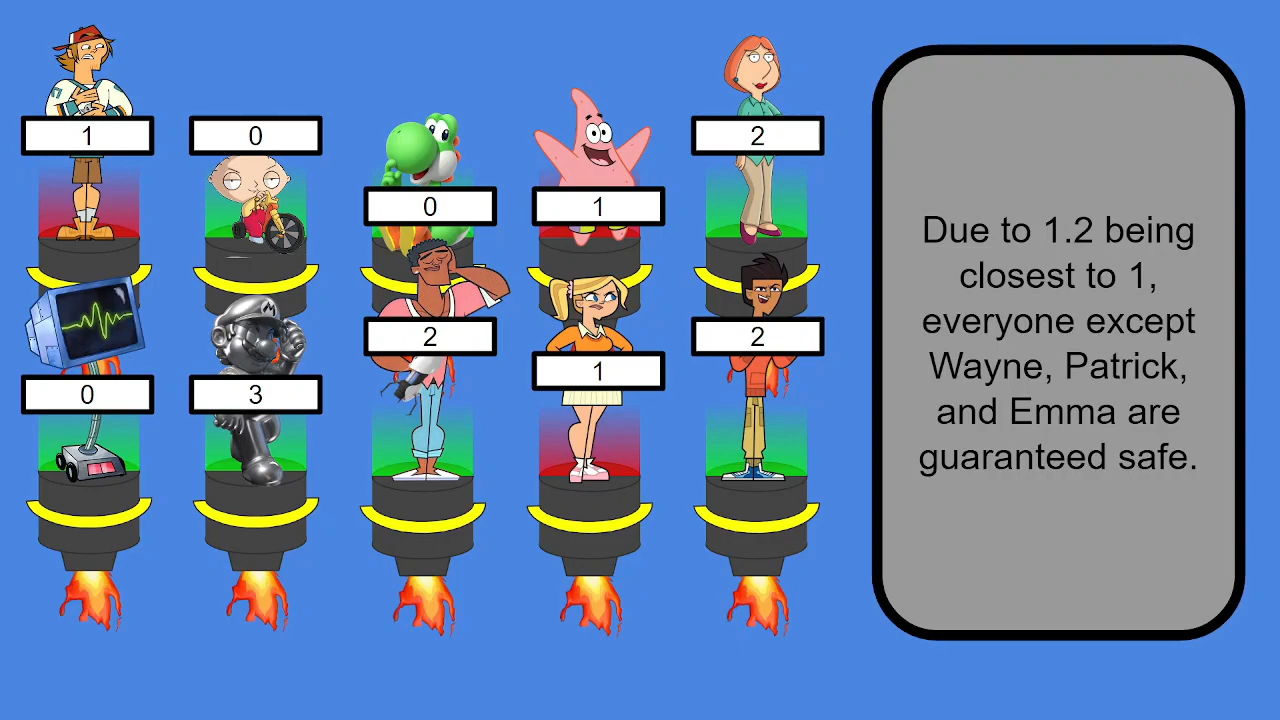 1
0
0
1
2
0
3
2
1
2
Due to 1.2 being
closest to 1,
everyone except
Wayne, Patrick,
and Emma are
guaranteed safe.